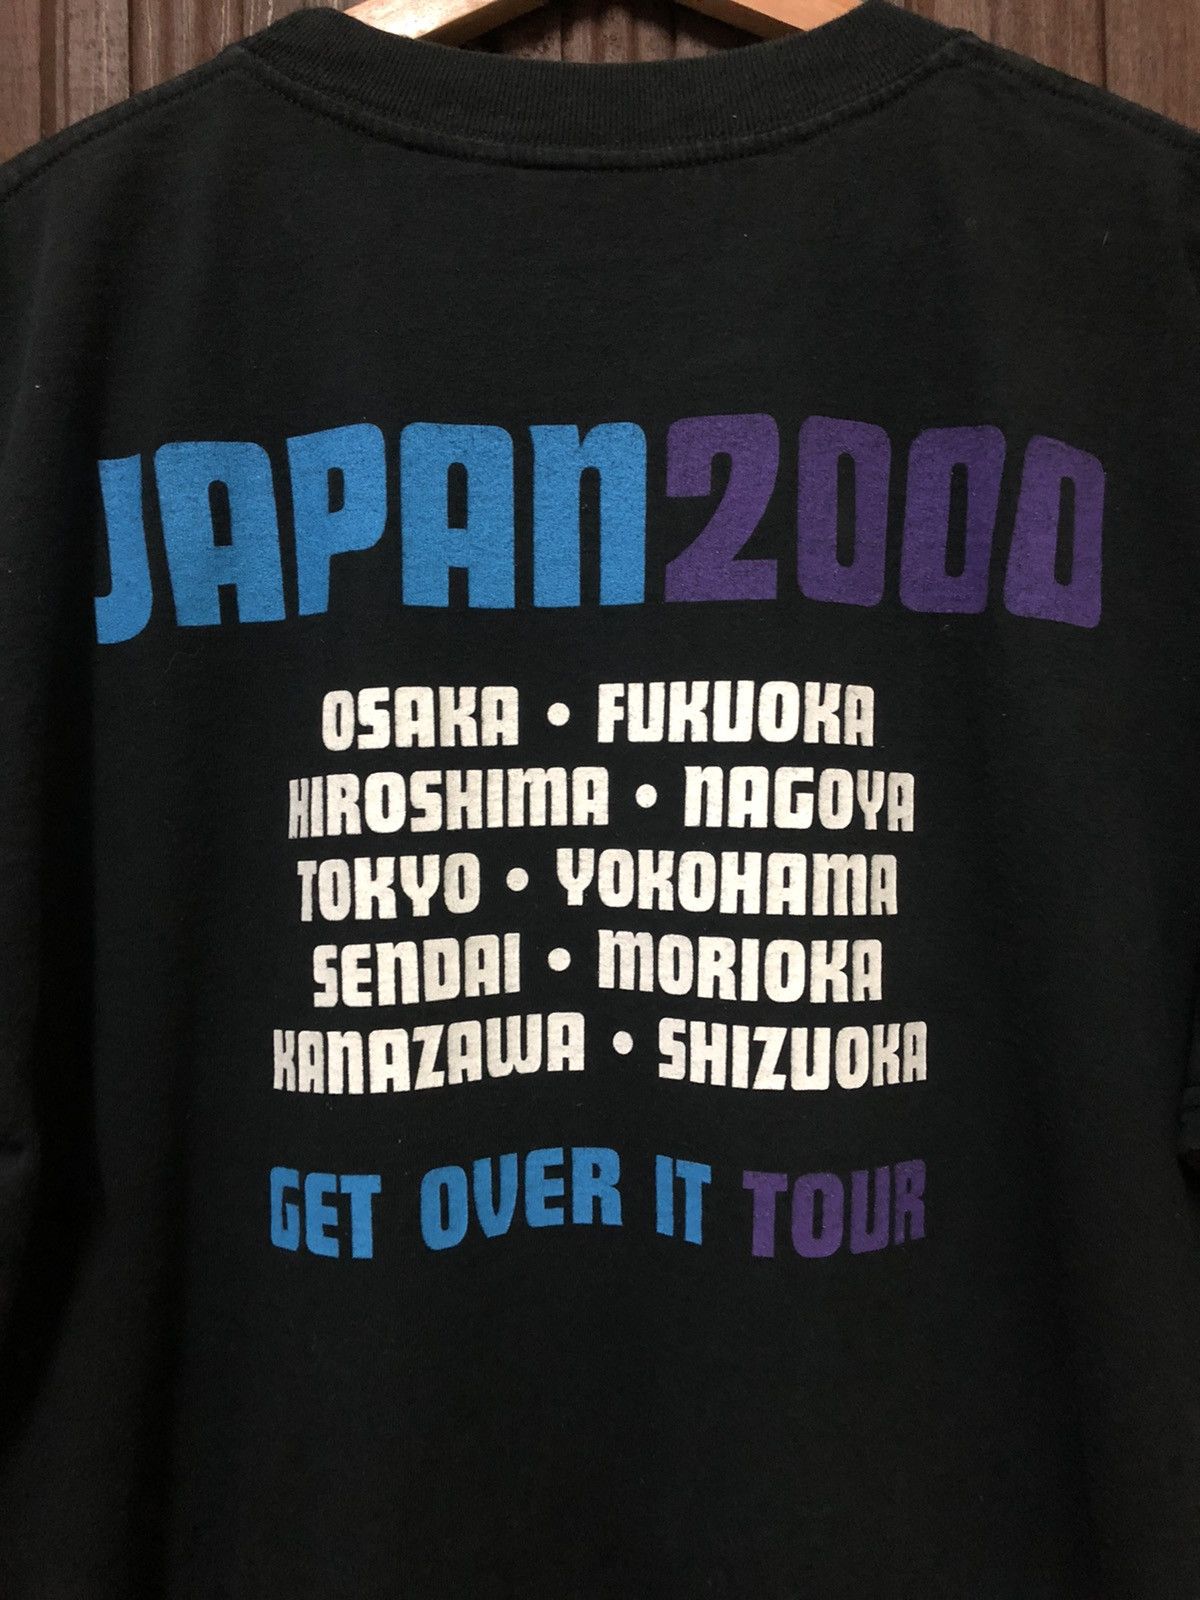 JAPAN2000
OSAKA • FUKUOKA
HIROSHIMA • NAGOYA
TOKYO • YOKOHAMA
SENDAI • MORIOKA
KANAZAWA • SHIZUOKA
GET OVER IT TOUR